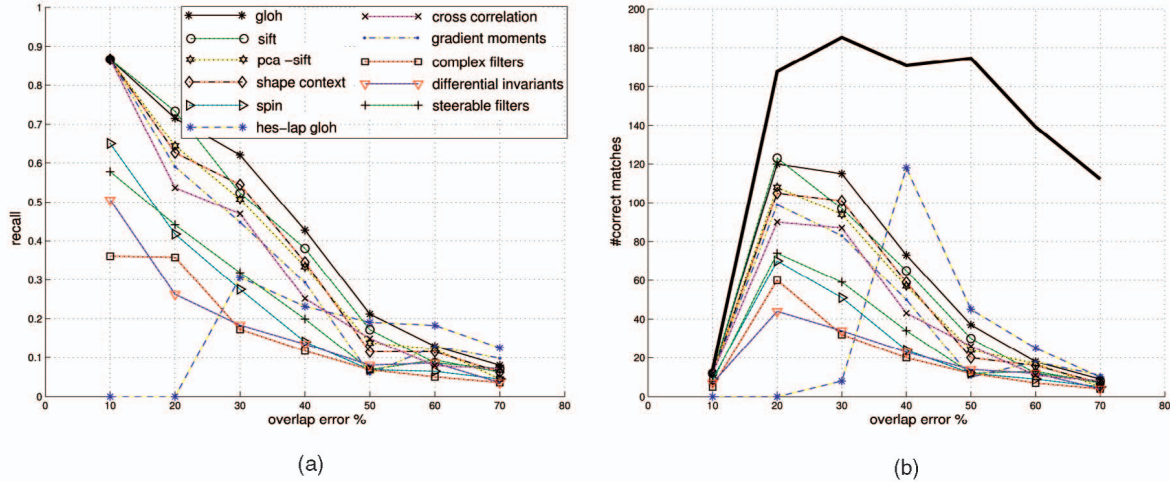 1
0.9
0.8
0.7
0.6
0.5
0.4
0.3
0.2
0.1
0
recall
gloh
sift
pca -sift
shape context
spin
hes-lap gloh
cross correlation
gradient moments
complex filters
differential invariants
steerable filters
0 10 20 30 40 50 60 70 80
overlap error %
(a)
200
180
160
140
120
100
80
60
40
20
0
#correct matches
0 10 20 30 40 50 60 70 80
overlap error %
(b)